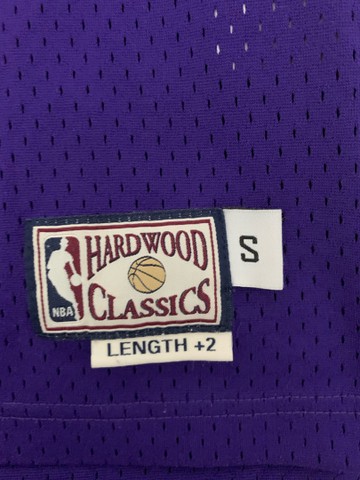 HARDWOOD
CLASSICS
NBA
S
LENGTH +2